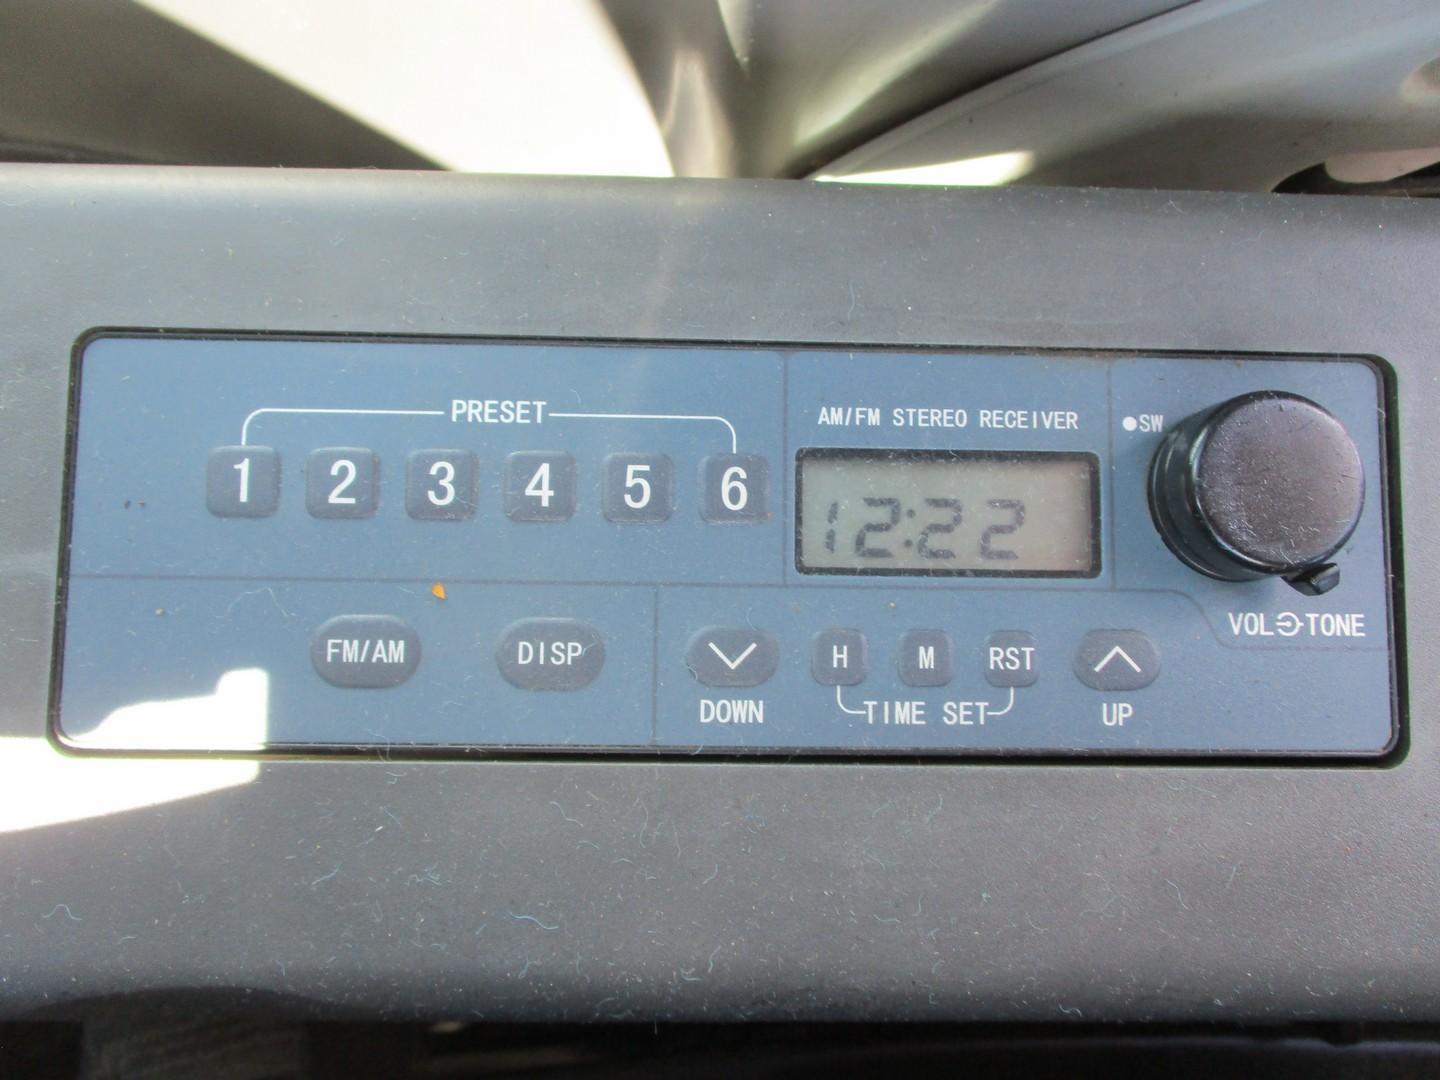 PRESET
1 2 3 4 5 6
AM/FM STEREO RECEIVER
12:22
SW
VOL TONE
FM/AM DISP
H M RST
DOWN TIME SET UP